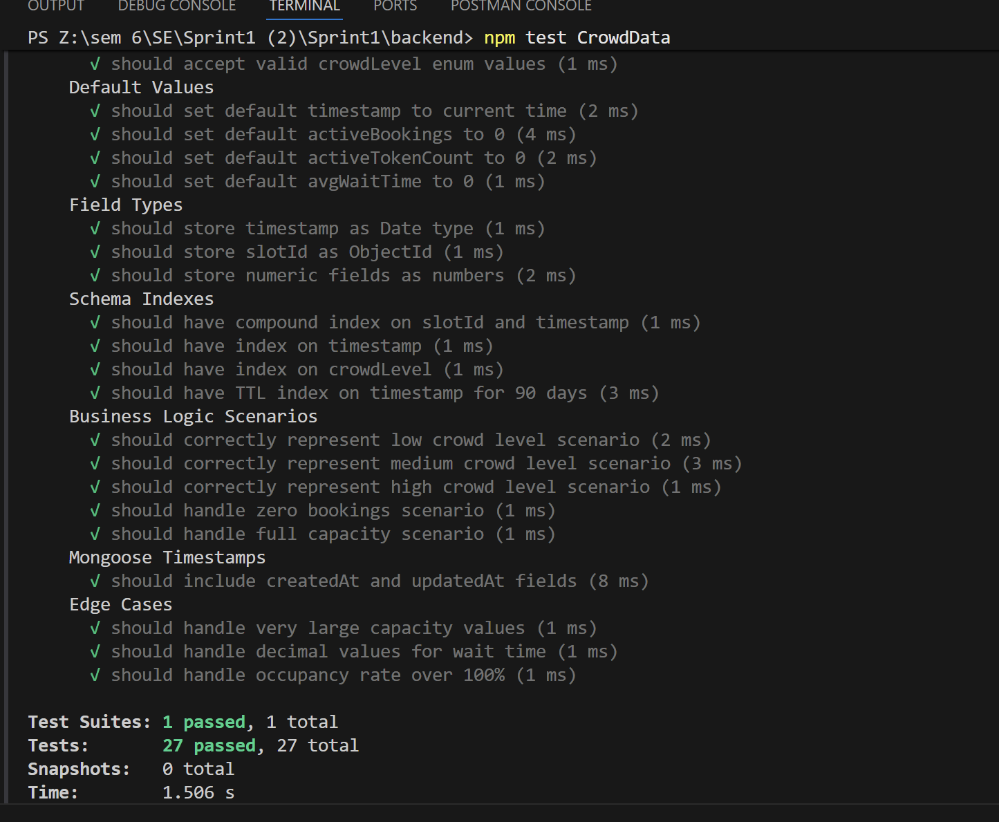 OUTPUT DEBUG CONSOLE TERMINAL PORTS POSTMAN CONSOLE
PS Z:\sem 6\SE\Sprint1 (2)\Sprint1\backend> npm test CrowdData
√ should accept valid crowdLevel enum values (1 ms)
Default Values
√ should set default timestamp to current time (2 ms)
√ should set default activeBookings to 0 (4 ms)
√ should set default activeTokenCount to 0 (2 ms)
√ should set default avgWaitTime to 0 (1 ms)
Field Types
√ should store timestamp as Date type (1 ms)
√ should store slotId as ObjectId (1 ms)
√ should store numeric fields as numbers (2 ms)
Schema Indexes
√ should have compound index on slotId and timestamp (1 ms)
√ should have index on timestamp (1 ms)
√ should have index on crowdLevel (1 ms)
√ should have TTL index on timestamp for 90 days (3 ms)
Business Logic Scenarios
√ should correctly represent low crowd level scenario (2 ms)
√ should correctly represent medium crowd level scenario (3 ms)
√ should correctly represent high crowd level scenario (1 ms)
√ should handle zero bookings scenario (1 ms)
√ should handle full capacity scenario (1 ms)
Mongoose Timestamps
√ should include createdAt and updatedAt fields (8 ms)
Edge Cases
√ should handle very large capacity values (1 ms)
√ should handle decimal values for wait time (1 ms)
√ should handle occupancy rate over 100% (1 ms)
Test Suites: 1 passed, 1 total
Tests: 27 passed, 27 total
Snapshots: 0 total
Time: 1.506 s